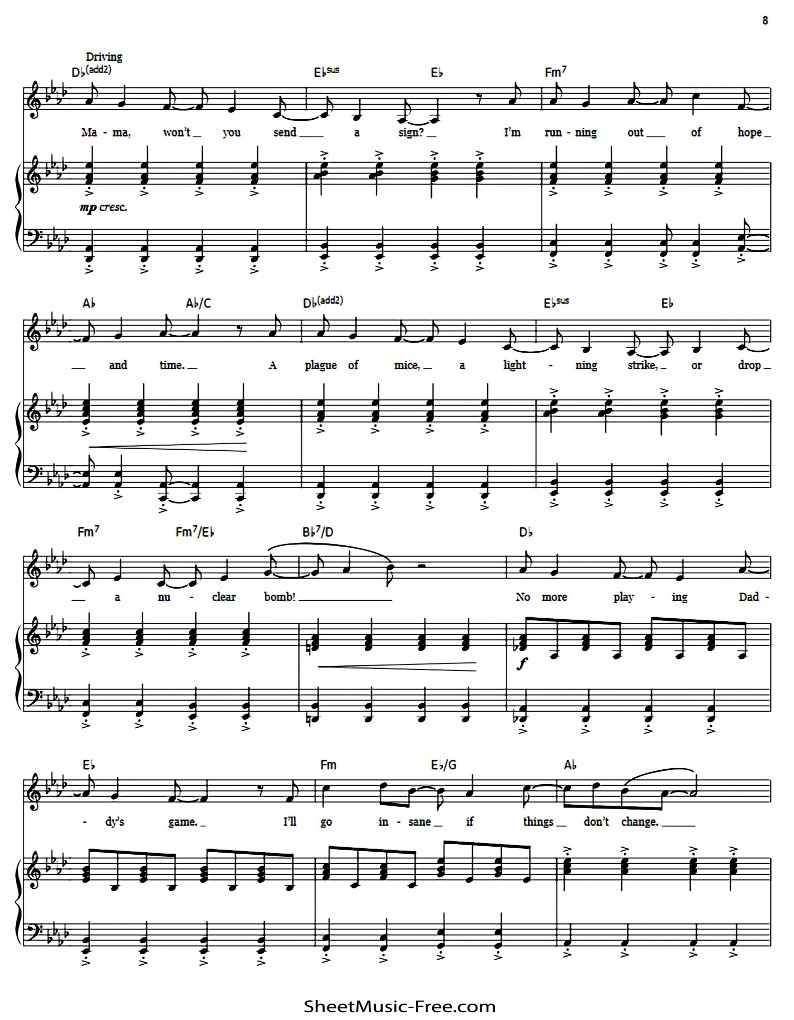 8
Driving
D♭(add2) E♭sus E♭ Fm7
Ma - ma, won't you send a sign? I'm run - ning out of hope
mp cresc.
A♭ A♭/C D♭(add2) E♭sus E♭
and time. A plague of mice, a light - ning strike, or drop
Fm7 Fm7/E♭ B♭7/D D♭
a nu - clear bomb! No more play - ing Dad -
f
E♭ Fm E♭/G A♭
- dy's game. I'll go in - sane if things don't change.
SheetMusic-Free.com